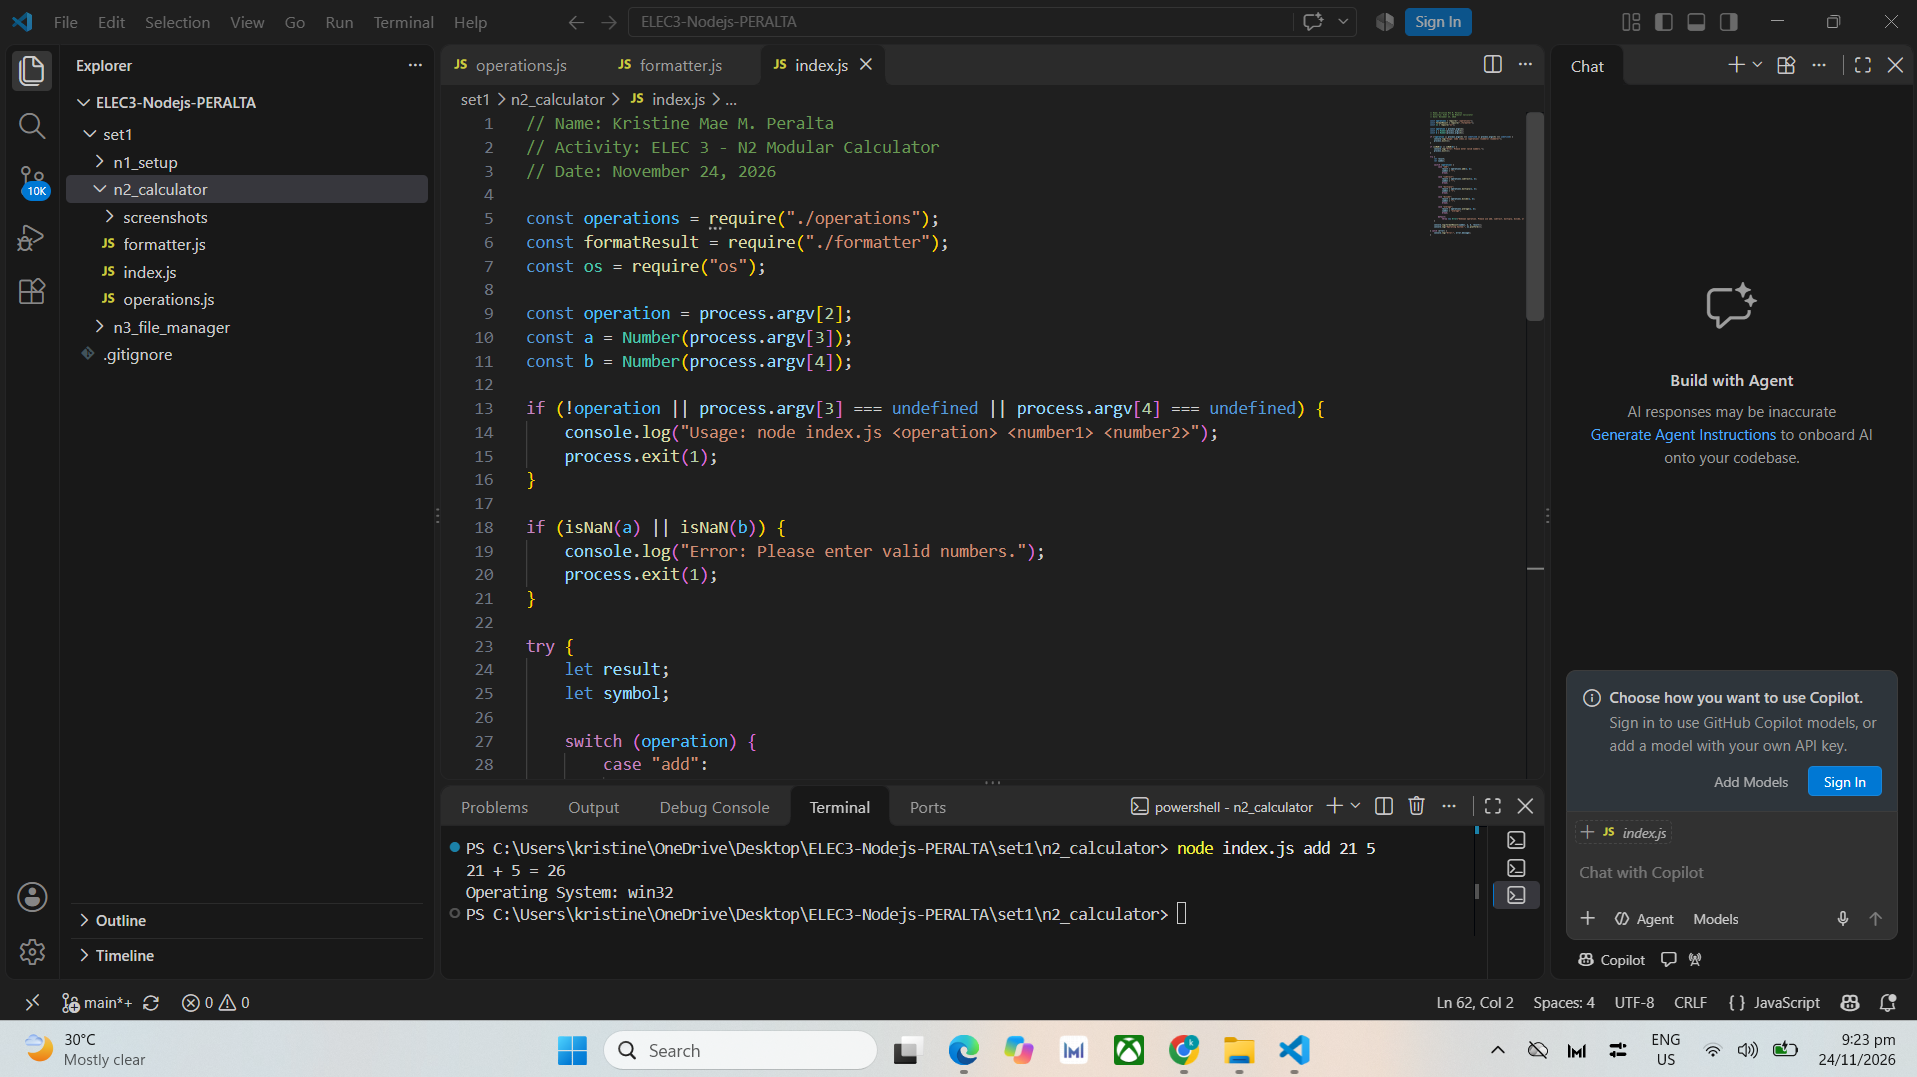 File Edit Selection View Go Run Terminal Help
ELEC3-Nodejs-PERALTA
Sign In
Explorer
ELEC3-Nodejs-PERALTA
set1
n1_setup
n2_calculator
screenshots
JS formatter.js
JS index.js
JS operations.js
n3_file_manager
.gitignore
10K
Outline
Timeline
JS operations.js JS formatter.js JS index.js
set1 > n2_calculator > JS index.js > ...
1 // Name: Kristine Mae M. Peralta
2 // Activity: ELEC 3 - N2 Modular Calculator
3 // Date: November 24, 2026
4
5 const operations = require("./operations");
6 const formatResult = require("./formatter");
7 const os = require("os");
8
9 const operation = process.argv[2];
10 const a = Number(process.argv[3]);
11 const b = Number(process.argv[4]);
12
13 if (!operation || process.argv[3] === undefined || process.argv[4] === undefined) {
14 console.log("Usage: node index.js <operation> <number1> <number2>");
15 process.exit(1);
16 }
17
18 if (isNaN(a) || isNaN(b)) {
19 console.log("Error: Please enter valid numbers.");
20 process.exit(1);
21 }
22
23 try {
24 let result;
25 let symbol;
26
27 switch (operation) {
28 case "add":
Problems Output Debug Console Terminal Ports
powershell - n2_calculator
PS C:\Users\kristine\OneDrive\Desktop\ELEC3-Nodejs-PERALTA\set1\n2_calculator> node index.js add 21 5
21 + 5 = 26
Operating System: win32
PS C:\Users\kristine\OneDrive\Desktop\ELEC3-Nodejs-PERALTA\set1\n2_calculator>
Chat
Build with Agent
AI responses may be inaccurate
Generate Agent Instructions to onboard AI
onto your codebase.
Choose how you want to use Copilot.
Sign in to use GitHub Copilot models, or
add a model with your own API key.
Add Models Sign In
JS index.js
Chat with Copilot
Agent Models
Copilot
main*+ 0 0
Ln 62, Col 2 Spaces: 4 UTF-8 CRLF {} JavaScript
30°C
Mostly clear
Search
ENG
US
9:23 pm
24/11/2026